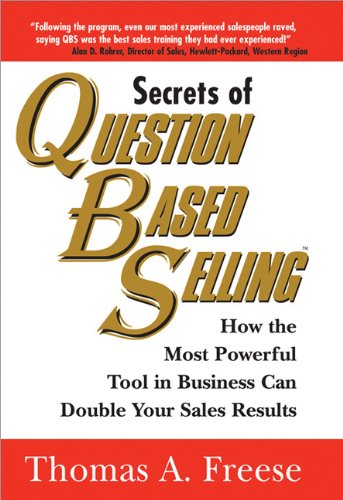 "Following the program, even our most experienced salespeople raved,
saying QBS was the best sales training they had ever experienced!"
Alan D. Rohrer, Director of Sales, Hewlett-Packard, Western Region
Secrets of
QUESTION
BASED
SELLING™
How the
Most Powerful
Tool in Business Can
Double Your Sales Results
Thomas A. Freese